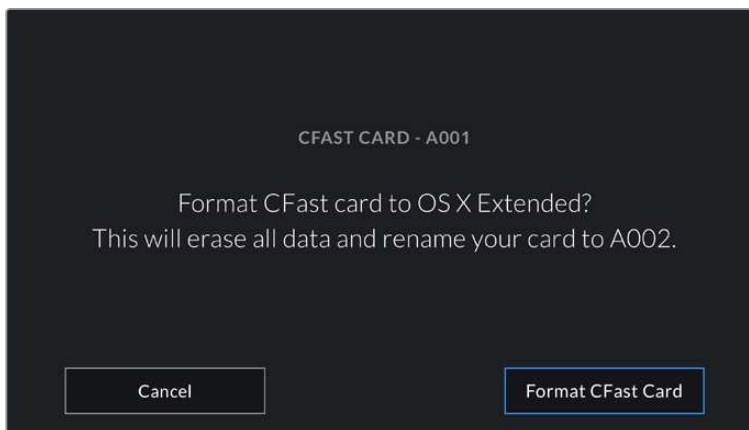 CFAST CARD - A001
Format CFast card to OS X Extended?
This will erase all data and rename your card to A002.
Cancel
Format CFast Card